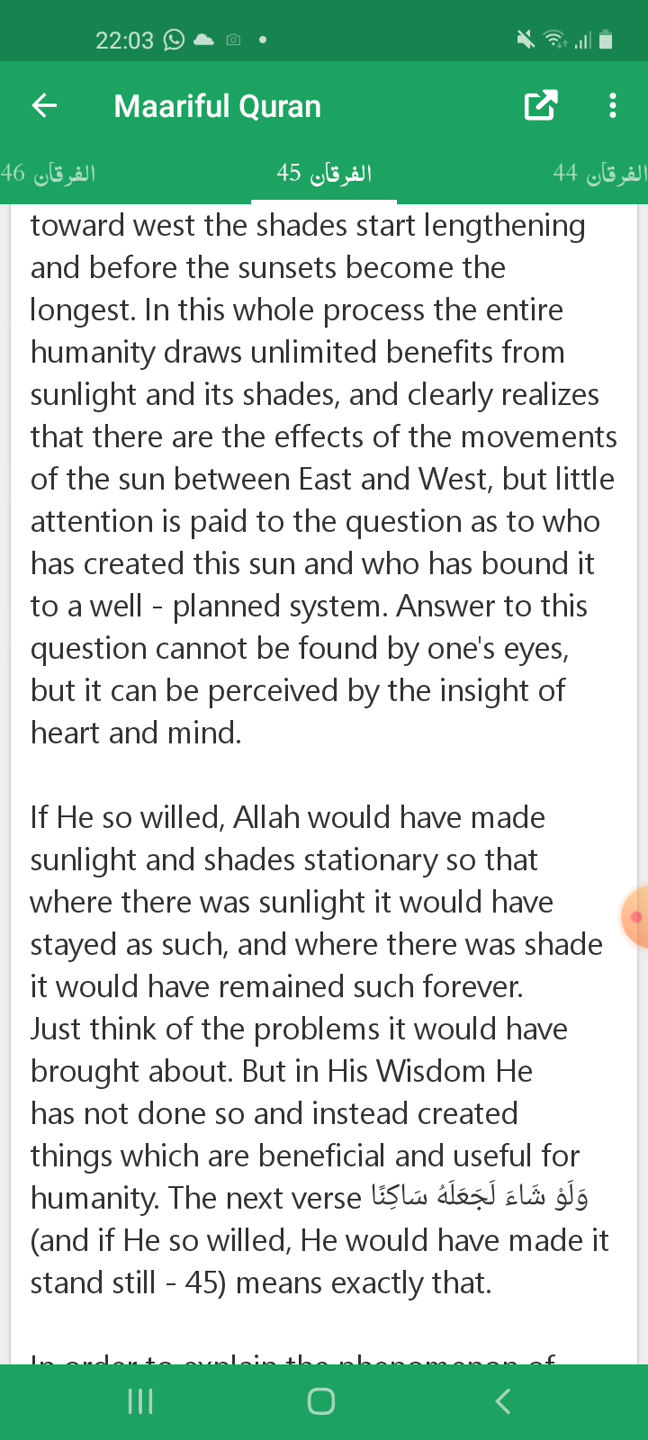 22:03
Maariful Quran
46 الفرقان
45 الفرقان
44 الفرقان
toward west the shades start lengthening
and before the sunsets become the
longest. In this whole process the entire
humanity draws unlimited benefits from
sunlight and its shades, and clearly realizes
that there are the effects of the movements
of the sun between East and West, but little
attention is paid to the question as to who
has created this sun and who has bound it
to a well - planned system. Answer to this
question cannot be found by one's eyes,
but it can be perceived by the insight of
heart and mind.
If He so willed, Allah would have made
sunlight and shades stationary so that
where there was sunlight it would have
stayed as such, and where there was shade
it would have remained such forever.
Just think of the problems it would have
brought about. But in His Wisdom He
has not done so and instead created
things which are beneficial and useful for
humanity. The next verse وَلَوْ شَاءَ لَجَعَلَهُ سَاكِنًا
(and if He so willed, He would have made it
stand still - 45) means exactly that.
In order to explain the phenomenon of